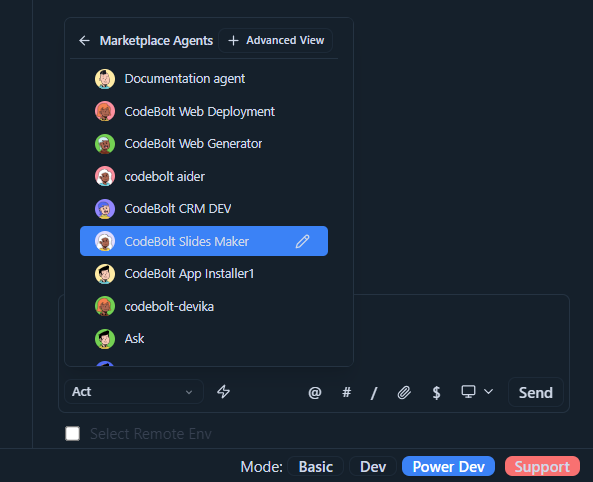 Marketplace Agents + Advanced View
Documentation agent
CodeBolt Web Deployment
CodeBolt Web Generator
codebolt aider
CodeBolt CRM DEV
CodeBolt Slides Maker
CodeBolt App Installer1
codebolt-devika
Ask
Act @ # / $ Send
Select Remote Env
Mode: Basic Dev Power Dev Support